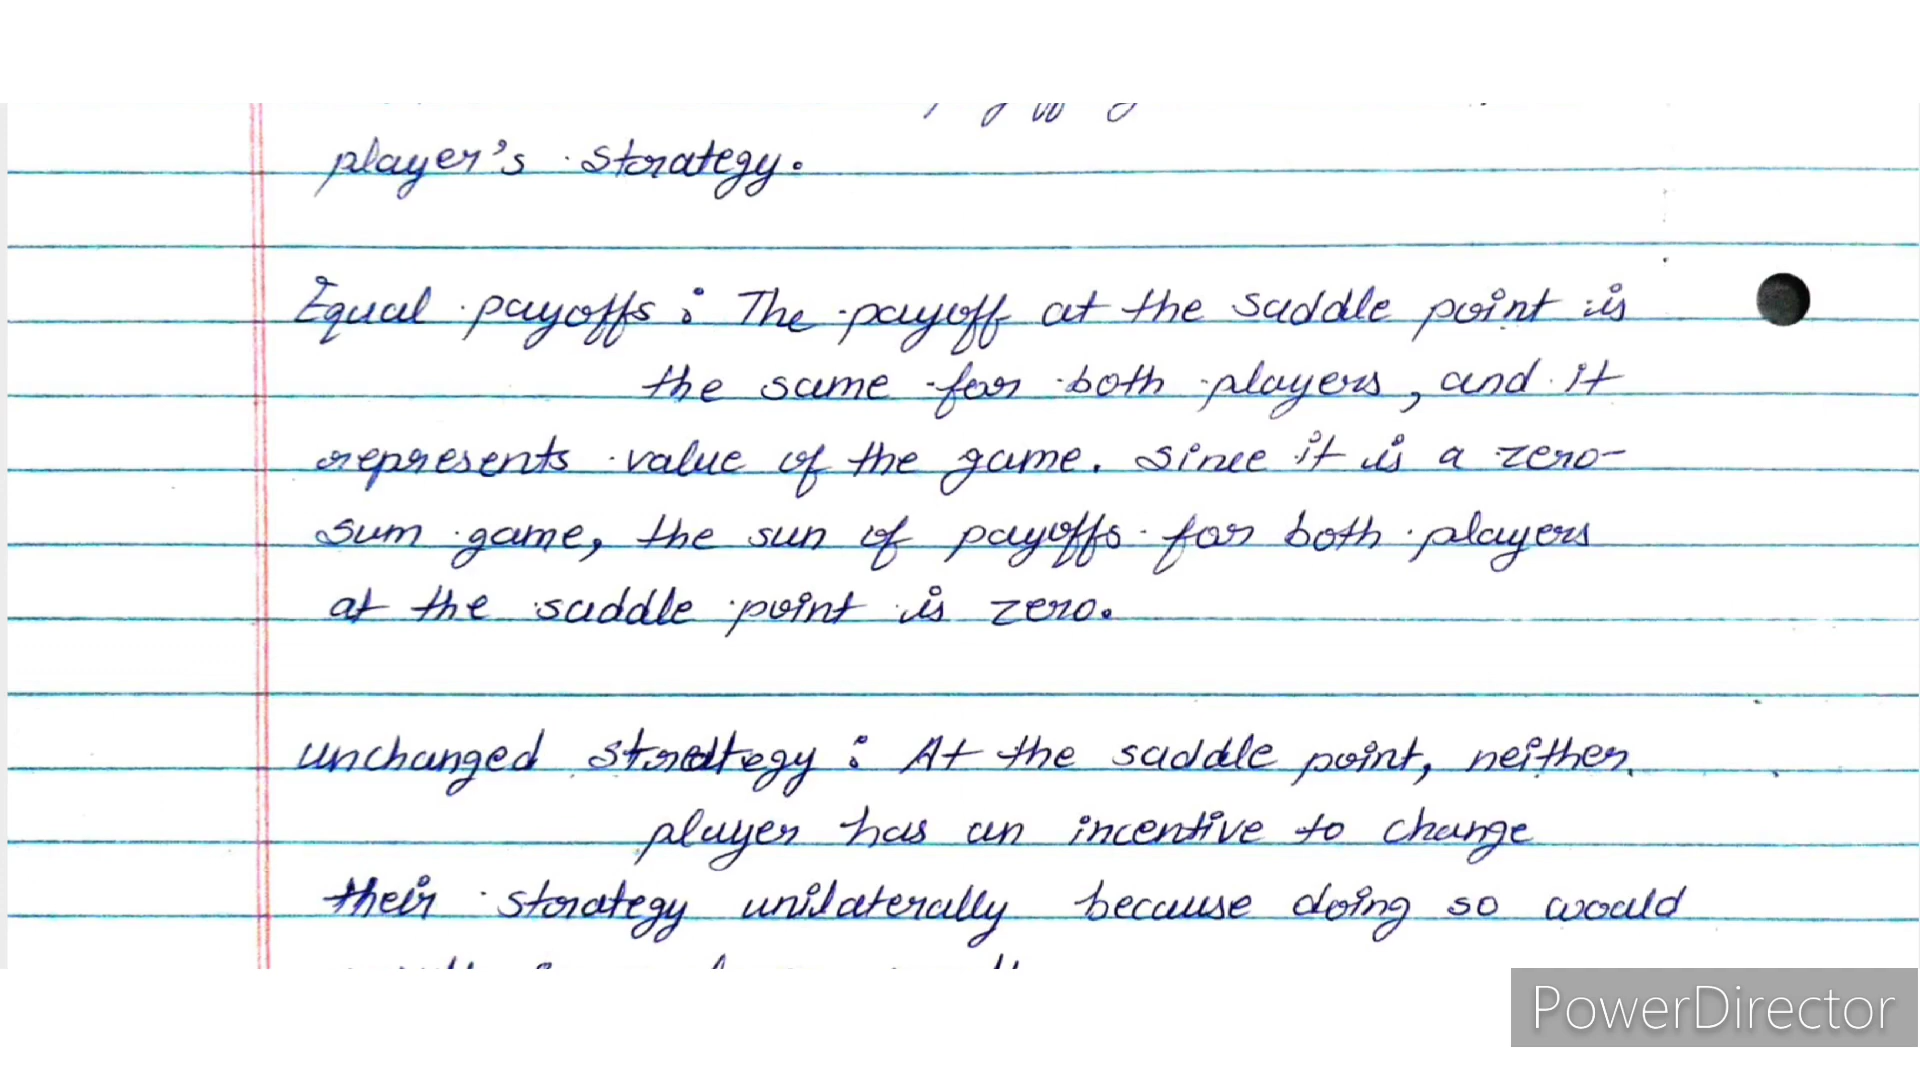 player's strategy.
Equal payoffs : The payoff at the saddle point is
the same for both players, and it
represents value of the game. Since it is a zero-
sum game, the sun of payoffs for both players
at the saddle point is zero.
unchanged strategy : At the saddle point, neither
player has an incentive to change
their strategy unilaterally because doing so would
PowerDirector